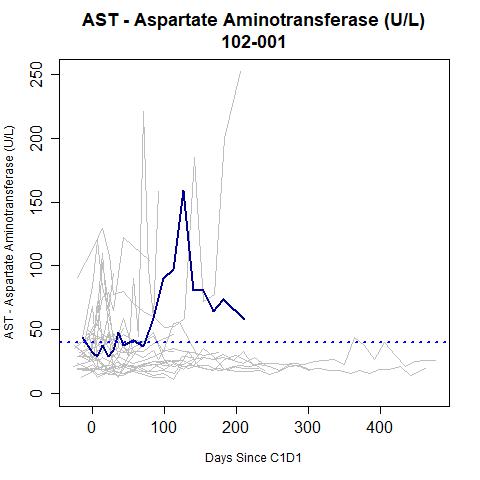 AST - Aspartate Aminotransferase (U/L)
102-001
AST - Aspartate Aminotransferase (U/L)
250
200
150
100
50
0
0 100 200 300 400
Days Since C1D1